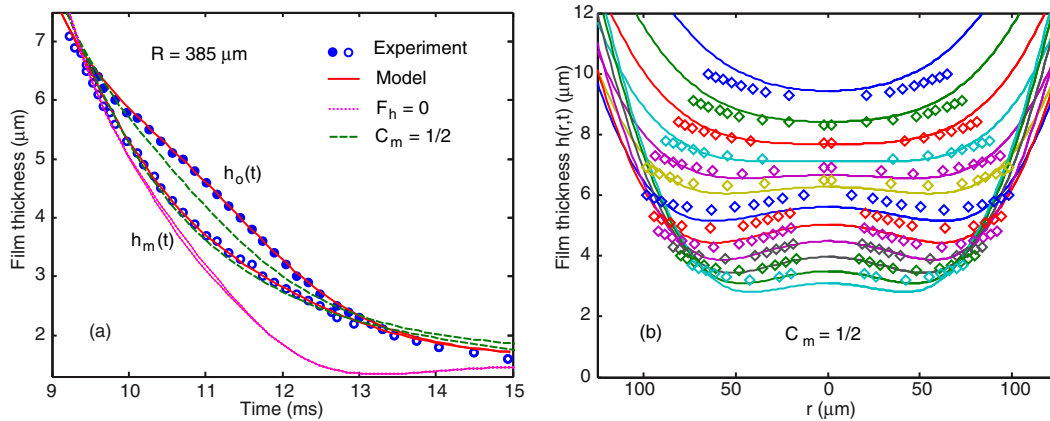 7
6
5
4
3
2
9
10
11
12
13
14
15
Film thickness (μm)
Time (ms)
R = 385 μm
Experiment
Model
F_h = 0
C_m = 1/2
h_o(t)
h_m(t)
(a)
12
10
8
6
4
2
0
100
50
0
50
100
Film thickness h(r,t) (μm)
r (μm)
(b)
C_m = 1/2